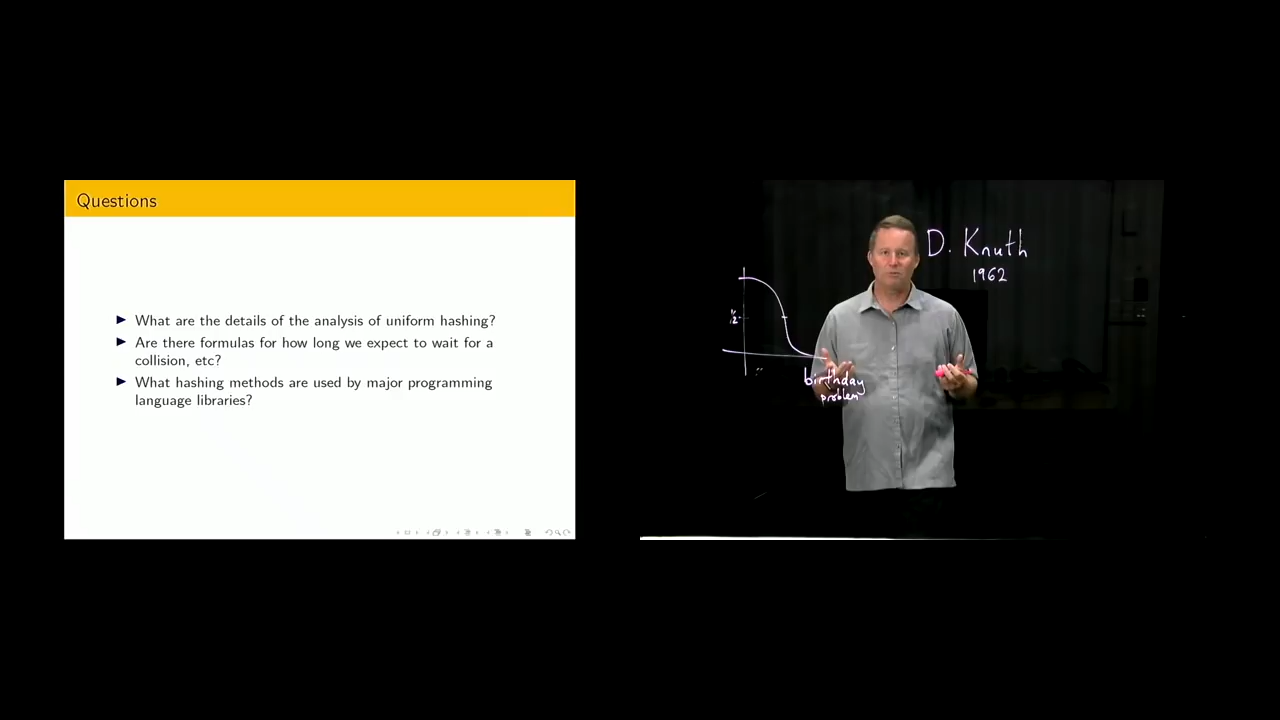 Questions
▶ What are the details of the analysis of uniform hashing?
▶ Are there formulas for how long we expect to wait for a
collision, etc?
▶ What hashing methods are used by major programming
language libraries?
D. Knuth
1962
1/2
birthday
problem